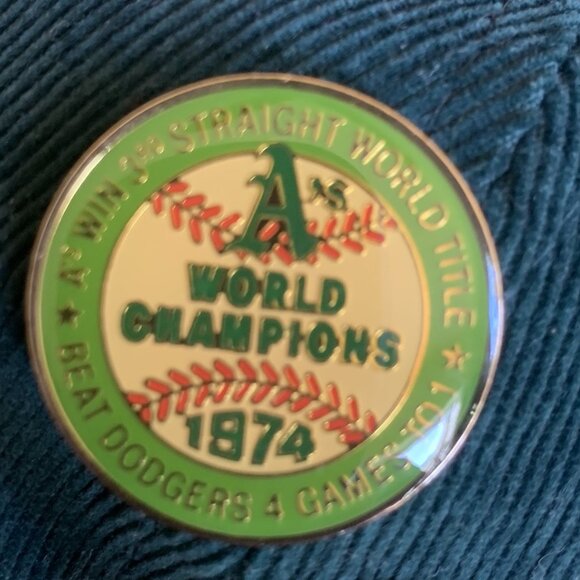 A's WIN 3RD STRAIGHT WORLD TITLE
A's
WORLD
CHAMPIONS
1974
★ BEAT DODGERS 4 GAMES TO 1 ★